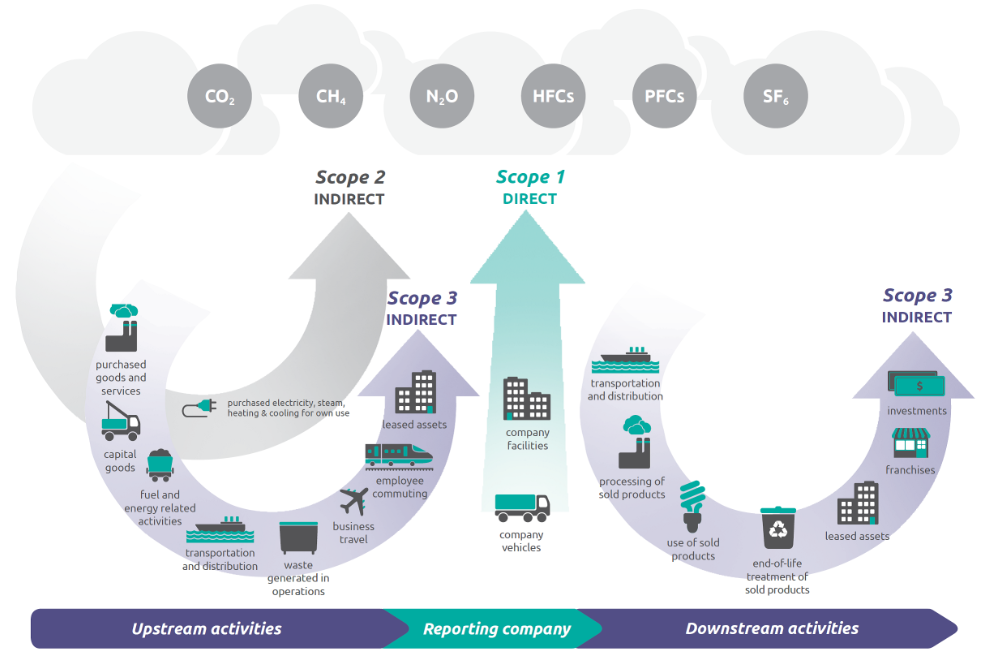 CO₂
CH₄
N₂O
HFCs
PFCs
SF₆
Scope 2
INDIRECT
Scope 1
DIRECT
Scope 3
INDIRECT
Scope 3
INDIRECT
purchased
goods and
services
capital
goods
fuel and
energy related
activities
transportation
and distribution
waste
generated in
operations
business
travel
employee
commuting
leased assets
purchased electricity, steam,
heating & cooling for own use
company
facilities
company
vehicles
transportation
and distribution
processing of
sold products
use of sold
products
end-of-life
treatment of
sold products
leased assets
franchises
$
investments
Upstream activities
Reporting company
Downstream activities